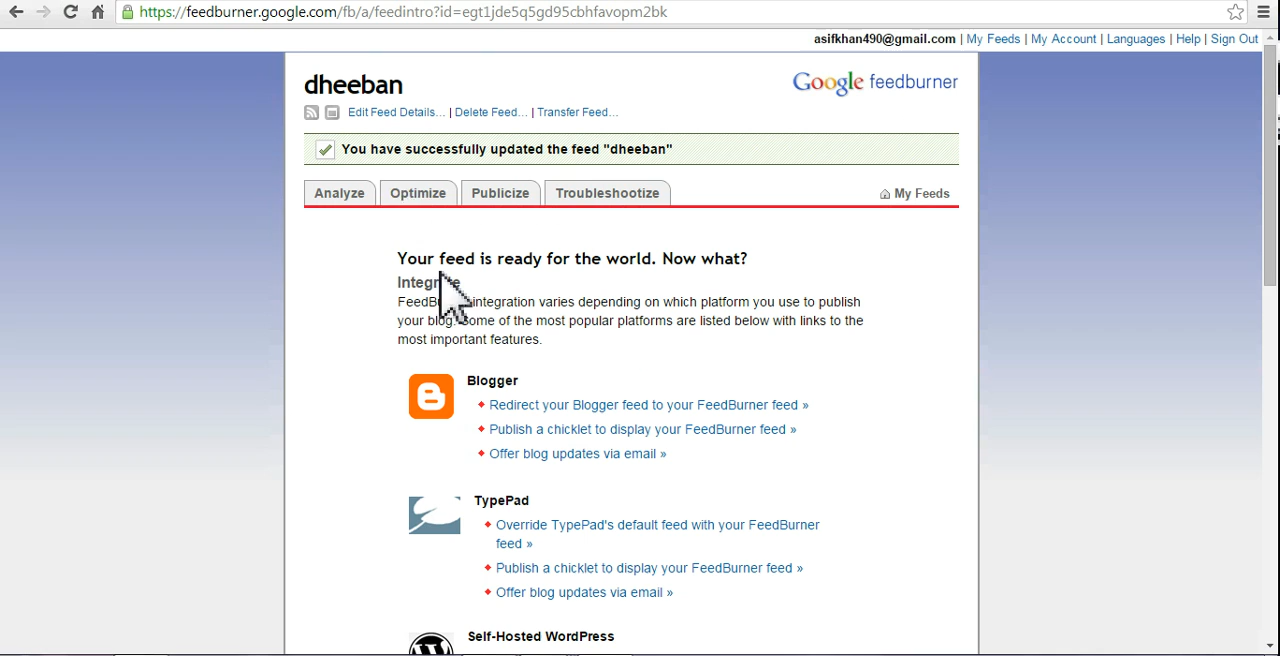 https://feedburner.google.com/fb/a/feedintro?id=egt1jde5q5gd95cbhfavopm2bk
asifkhan490@gmail.com | My Feeds | My Account | Languages | Help | Sign Out
dheeban
Google feedburner
Edit Feed Details... | Delete Feed... | Transfer Feed...
You have successfully updated the feed "dheeban"
Analyze Optimize Publicize Troubleshootize My Feeds
Your feed is ready for the world. Now what?
integration varies depending on which platform you use to publish
your blog. Some of the most popular platforms are listed below with links to the
most important features.
Blogger
Redirect your Blogger feed to your FeedBurner feed »
Publish a chicklet to display your FeedBurner feed »
Offer blog updates via email »
TypePad
Override TypePad's default feed with your FeedBurner
feed »
Publish a chicklet to display your FeedBurner feed »
Offer blog updates via email »
Self-Hosted WordPress